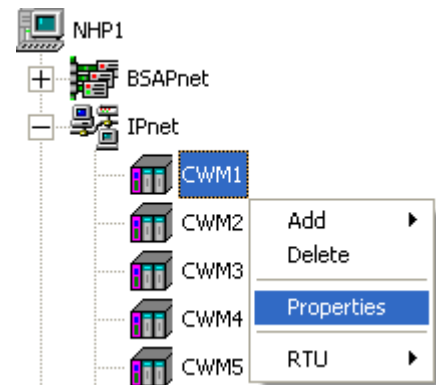 NHP1
BSAPnet
IPnet
CWM1
CWM2
CWM3
CWM4
CWM5
Add
Delete
Properties
RTU